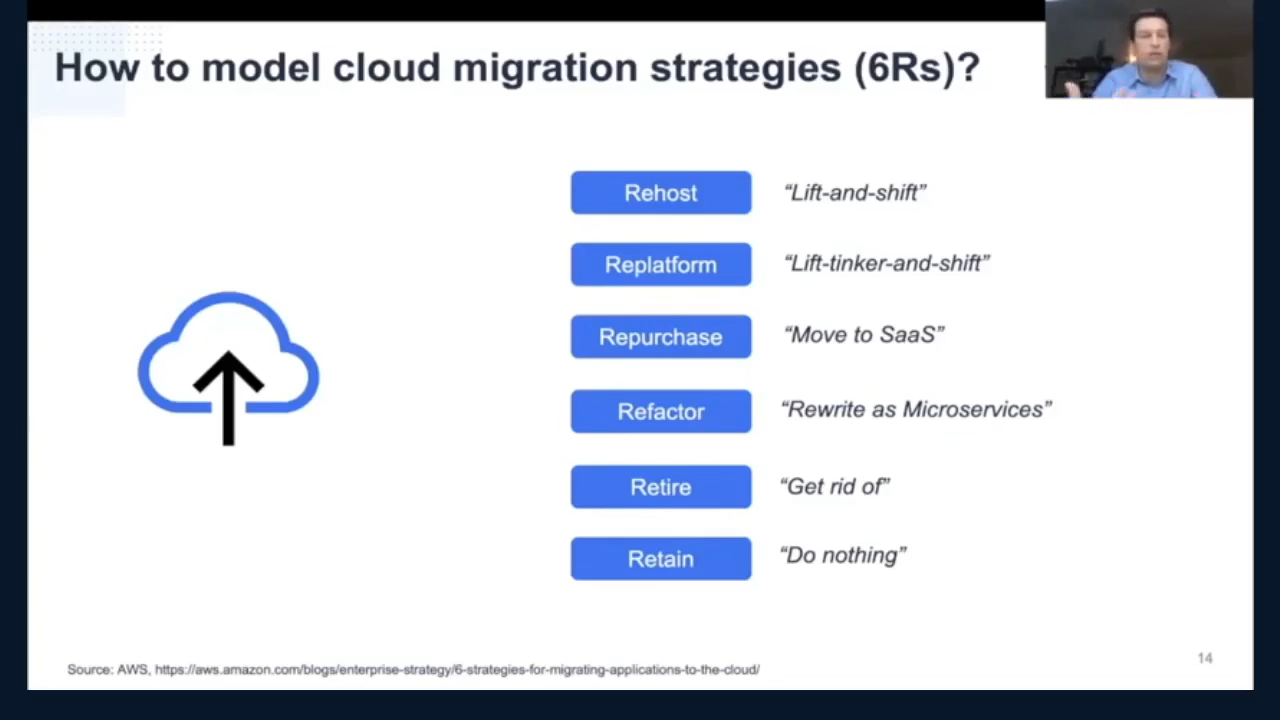 How to model cloud migration strategies (6Rs)?
Rehost “Lift-and-shift”
Replatform “Lift-tinker-and-shift”
Repurchase “Move to SaaS”
Refactor “Rewrite as Microservices”
Retire “Get rid of”
Retain “Do nothing”
Source: AWS, https://aws.amazon.com/blogs/enterprise-strategy/6-strategies-for-migrating-applications-to-the-cloud/
14